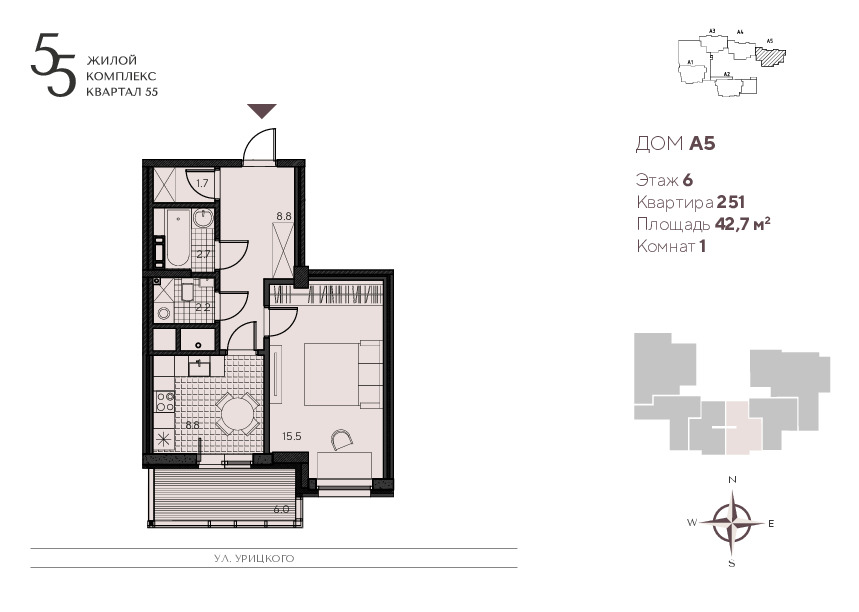 55
ЖИЛОЙ
КОМПЛЕКС
КВАРТАЛ 55
A3
A4
A5
A1
A2
ДОМ А5
Этаж 6
Квартира 251
Площадь 42,7 м²
Комнат 1
1.7
8.8
2.7
2.2
8.8
15.5
6.0
N
W
E
S
УЛ. УРИЦКОГО